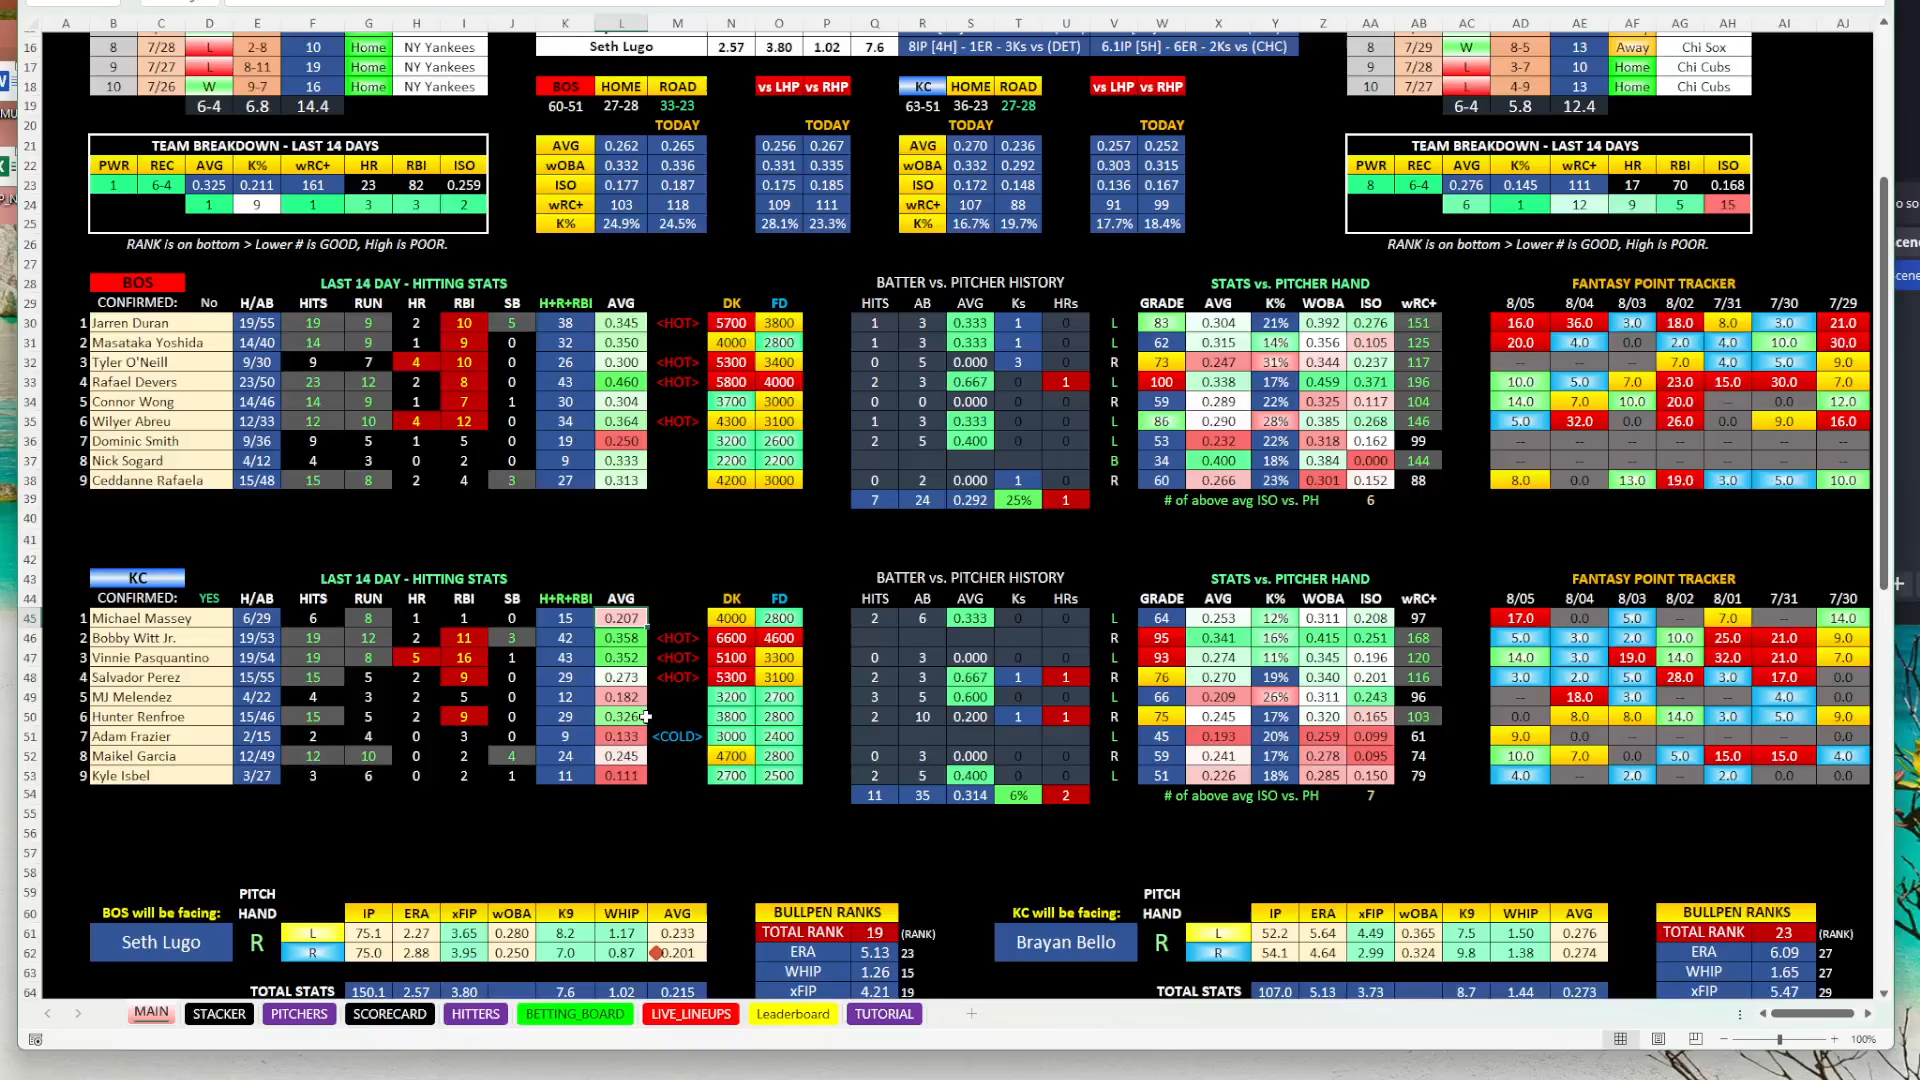 A B C D E F G H I J K L M N O P Q R S T U V W X Y Z AA AB AC AD AE AF AG AH AI AJ
16 8 7/28 L 2-8 10 Home NY Yankees Seth Lugo 2.57 3.80 1.02 7.6 8IP [4H] - 1ER - 3Ks vs (DET) 6.1IP [5H] - 6ER - 2Ks vs (CHC) 8 7/29 W 8-5 13 Away Chi Sox
17 9 7/27 L 8-11 19 Home NY Yankees 9 7/28 L 3-7 10 Home Chi Cubs
18 10 7/26 W 9-7 16 Home NY Yankees BOS HOME ROAD vs LHP vs RHP KC HOME ROAD vs LHP vs RHP 10 7/27 L 4-9 13 Home Chi Cubs
19 6-4 6.8 14.4 60-51 27-28 33-23 63-51 36-23 27-28 6-4 5.8 12.4
20 TODAY TODAY TODAY TODAY
21 TEAM BREAKDOWN - LAST 14 DAYS AVG 0.262 0.265 0.256 0.267 AVG 0.270 0.236 0.257 0.252 TEAM BREAKDOWN - LAST 14 DAYS
22 PWR REC AVG K% wRC+ HR RBI ISO wOBA 0.332 0.336 0.331 0.335 wOBA 0.332 0.292 0.303 0.315 PWR REC AVG K% wRC+ HR RBI ISO
23 1 6-4 0.325 0.211 161 23 82 0.259 ISO 0.177 0.187 0.175 0.185 ISO 0.172 0.148 0.136 0.167 8 6-4 0.276 0.145 111 17 70 0.168
24 1 9 1 3 3 2 wRC+ 103 118 109 111 wRC+ 107 88 91 99 6 1 12 9 5 15
25 K% 24.9% 24.5% 28.1% 23.3% K% 16.7% 19.7% 17.7% 18.4%
26 RANK is on bottom > Lower # is GOOD, High is POOR. RANK is on bottom > Lower # is GOOD, High is POOR.
27
28 BOS LAST 14 DAY - HITTING STATS BATTER vs. PITCHER HISTORY STATS vs. PITCHER HAND FANTASY POINT TRACKER
29 CONFIRMED: No H/AB HITS RUN HR RBI SB H+R+RBI AVG DK FD HITS AB AVG Ks HRs GRADE AVG K% WOBA ISO wRC+ 8/05 8/04 8/03 8/02 7/31 7/30 7/29
30 1 Jarren Duran 19/55 19 9 2 10 5 38 0.345 <HOT> 5700 3800 1 3 0.333 1 0 L 83 0.304 21% 0.392 0.276 151 16.0 36.0 3.0 18.0 8.0 3.0 21.0
31 2 Masataka Yoshida 14/40 14 9 1 9 0 32 0.350 4000 2800 1 3 0.333 1 0 L 62 0.315 14% 0.356 0.105 125 20.0 4.0 0.0 2.0 4.0 10.0 30.0
32 3 Tyler O'Neill 9/30 9 7 4 10 0 26 0.300 <HOT> 5300 3400 0 5 0.000 3 0 R 73 0.247 31% 0.344 0.237 117 -- -- -- 7.0 4.0 5.0 9.0
33 4 Rafael Devers 23/50 23 12 2 8 0 43 0.460 <HOT> 5800 4000 2 3 0.667 0 1 L 100 0.338 17% 0.459 0.371 196 10.0 5.0 7.0 23.0 15.0 30.0 7.0
34 5 Connor Wong 14/46 14 9 1 7 1 30 0.304 3700 3000 0 0 0.000 0 0 R 59 0.289 22% 0.325 0.117 104 14.0 7.0 10.0 20.0 -- 0.0 12.0
35 6 Wilyer Abreu 12/33 12 10 4 12 0 34 0.364 <HOT> 4300 3100 1 3 0.333 0 0 L 86 0.290 28% 0.385 0.268 146 5.0 32.0 0.0 26.0 -- 9.0 16.0
36 7 Dominic Smith 9/36 9 5 1 5 0 19 0.250 3200 2600 2 5 0.400 0 0 L 53 0.232 22% 0.318 0.162 99 -- -- -- -- -- -- --
37 8 Nick Sogard 4/12 4 3 0 2 0 9 0.333 2200 2200 B 34 0.400 18% 0.384 0.000 144 -- -- -- -- -- -- --
38 9 Ceddanne Rafaela 15/48 15 8 2 4 3 27 0.313 4200 3000 0 2 0.000 1 0 R 60 0.266 23% 0.301 0.152 88 8.0 0.0 13.0 19.0 3.0 5.0 10.0
39 7 24 0.292 25% 1 # of above avg ISO vs. PH 6
40
41
42
43 KC LAST 14 DAY - HITTING STATS BATTER vs. PITCHER HISTORY STATS vs. PITCHER HAND FANTASY POINT TRACKER
44 CONFIRMED: YES H/AB HITS RUN HR RBI SB H+R+RBI AVG DK FD HITS AB AVG Ks HRs GRADE AVG K% WOBA ISO wRC+ 8/05 8/04 8/03 8/02 8/01 7/31 7/30
45 1 Michael Massey 6/29 6 8 1 1 0 15 0.207 4000 2800 2 6 0.333 0 0 L 64 0.253 12% 0.311 0.208 97 17.0 0.0 5.0 -- 7.0 -- 14.0
46 2 Bobby Witt Jr. 19/53 19 12 2 11 3 42 0.358 <HOT> 6600 4600 R 95 0.341 16% 0.415 0.251 168 5.0 3.0 2.0 10.0 25.0 21.0 9.0
47 3 Vinnie Pasquantino 19/54 19 8 5 16 1 43 0.352 <HOT> 5100 3300 0 3 0.000 0 0 L 93 0.274 11% 0.345 0.196 120 14.0 3.0 19.0 14.0 32.0 21.0 7.0
48 4 Salvador Perez 15/55 15 5 2 9 0 29 0.273 <HOT> 5300 3100 2 3 0.667 1 1 R 76 0.270 19% 0.340 0.201 116 3.0 2.0 5.0 28.0 3.0 17.0 0.0
49 5 MJ Melendez 4/22 4 3 2 5 0 12 0.182 3200 2700 3 5 0.600 0 0 L 66 0.209 26% 0.311 0.243 96 -- 18.0 3.0 -- -- 4.0 --
50 6 Hunter Renfroe 15/46 15 5 2 9 0 29 0.326 3800 2800 2 10 0.200 1 1 R 75 0.245 17% 0.320 0.165 103 0.0 8.0 8.0 14.0 3.0 5.0 9.0
51 7 Adam Frazier 2/15 2 4 0 3 0 9 0.133 <COLD> 3000 2400 L 45 0.193 20% 0.259 0.099 61 9.0 -- -- -- -- 0.0 --
52 8 Maikel Garcia 12/49 12 10 0 2 4 24 0.245 4700 2800 0 3 0.000 0 0 R 59 0.241 17% 0.278 0.095 74 10.0 7.0 0.0 5.0 15.0 15.0 4.0
53 9 Kyle Isbel 3/27 3 6 0 2 1 11 0.111 2700 2500 2 5 0.400 0 0 L 51 0.226 18% 0.285 0.150 79 4.0 -- 2.0 -- 2.0 -- 0.0
54 11 35 0.314 6% 2 # of above avg ISO vs. PH 7
55
56
57
58
59 PITCH PITCH
60 BOS will be facing: HAND IP ERA xFIP wOBA K9 WHIP AVG BULLPEN RANKS KC will be facing: HAND IP ERA xFIP wOBA K9 WHIP AVG BULLPEN RANKS
61 Seth Lugo R L 75.1 2.27 3.65 0.280 8.2 1.17 0.233 TOTAL RANK 19 (RANK) Brayan Bello R L 52.2 5.64 4.49 0.365 7.5 1.50 0.276 TOTAL RANK 23 (RANK)
62 R 75.0 2.88 3.95 0.250 7.0 0.87 0.201 ERA 5.13 23 R 54.1 4.64 2.99 0.324 9.8 1.38 0.274 ERA 6.09 27
63 WHIP 1.26 15 WHIP 1.65 27
64 TOTAL STATS 150.1 2.57 3.80 7.6 1.02 0.215 xFIP 4.21 19 TOTAL STATS 107.0 5.13 3.73 8.7 1.44 0.273 xFIP 5.47 29
MAIN STACKER PITCHERS SCORECARD HITTERS BETTING_BOARD LIVE_LINEUPS Leaderboard TUTORIAL
100%